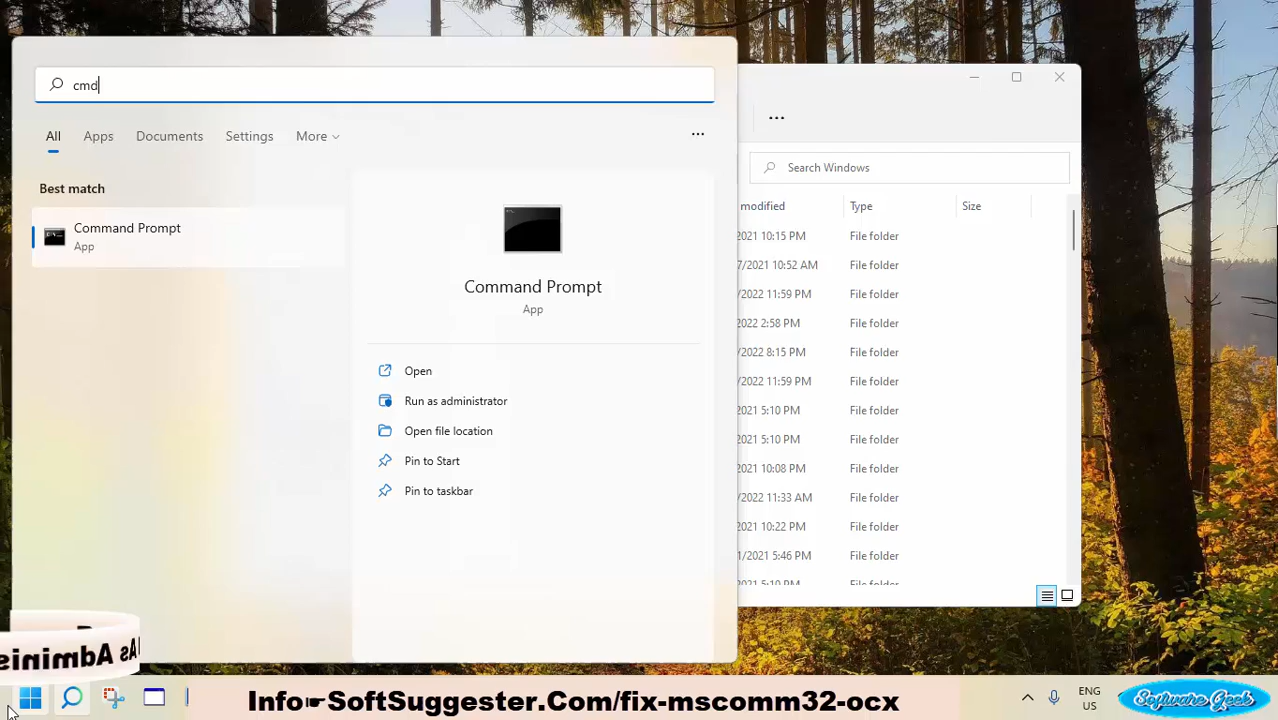 cmd
All Apps Documents Settings More
...
Best match
Command Prompt
App
Command Prompt
App
Open
Run as administrator
Open file location
Pin to Start
Pin to taskbar
...
Search Windows
modified Type Size
2021 10:15 PM File folder
7/2021 10:52 AM File folder
/2022 11:59 PM File folder
2022 2:58 PM File folder
/2022 8:15 PM File folder
/2022 11:59 PM File folder
2021 5:10 PM File folder
2021 5:10 PM File folder
2021 10:08 PM File folder
/2022 11:33 AM File folder
2021 10:22 PM File folder
1/2021 5:46 PM File folder
2021 5:10 PM File folder
As Adminis
Info☛SoftSuggester.Com/fix-mscomm32-ocx
ENG
US
Software Geek